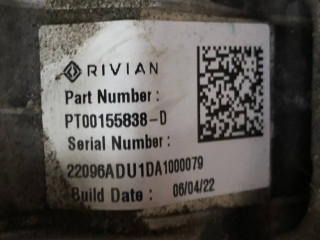 RIVIAN
Part Number :
PT00155838-D
Serial Number :
22096ADU1DA1000079
Build Date : 06/04/22